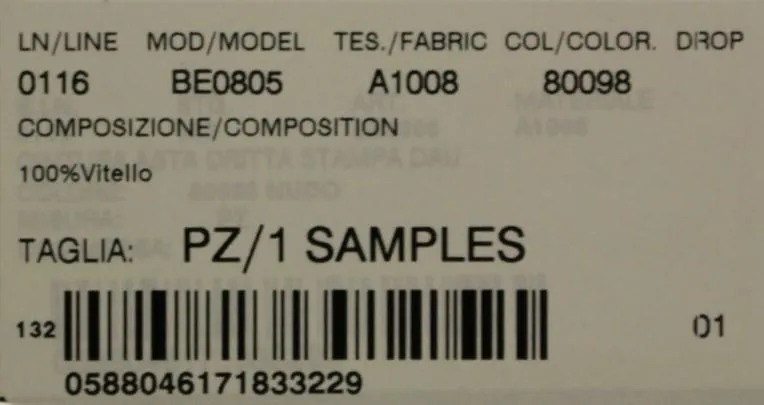 LN/LINE MOD/MODEL TES./FABRIC COL/COLOR. DROP
0116 BE0805 A1008 80098
COMPOSIZIONE/COMPOSITION
100%Vitello
TAGLIA: PZ/1 SAMPLES
132 01
0588046171833229